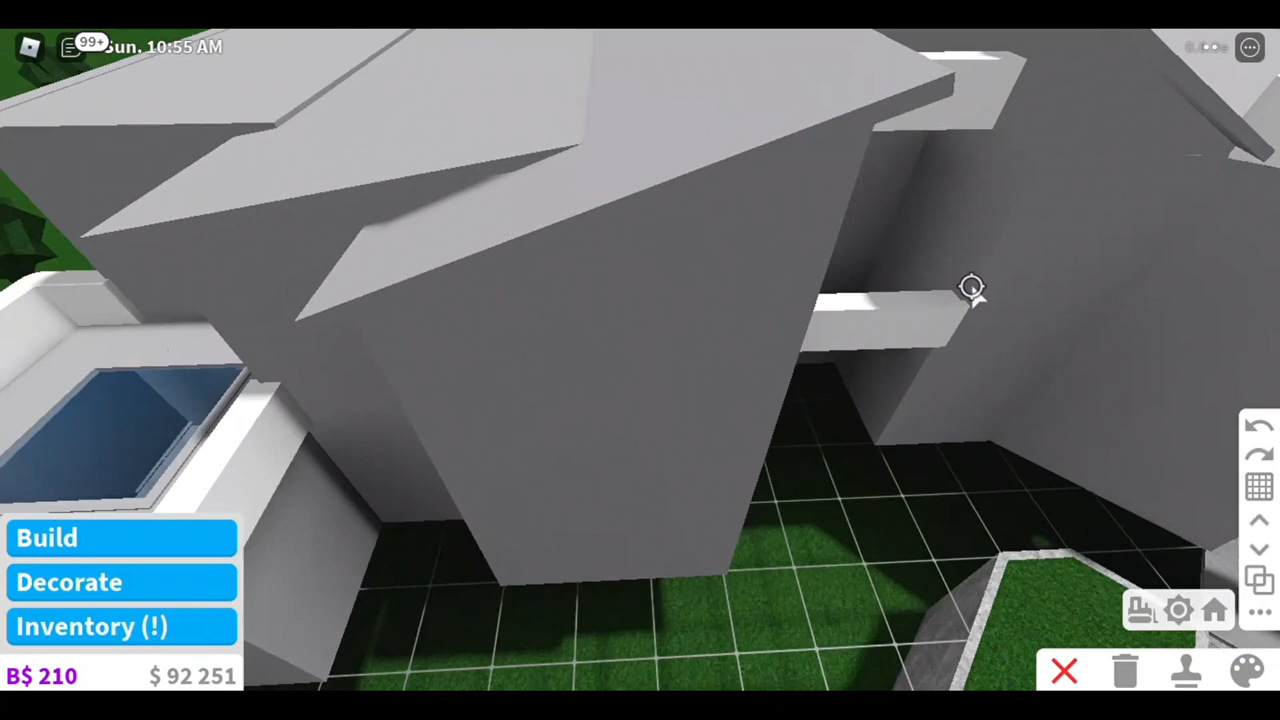 99+
Sun. 10:55 AM
Build
Decorate
Inventory (!)
B$ 210
$ 92 251